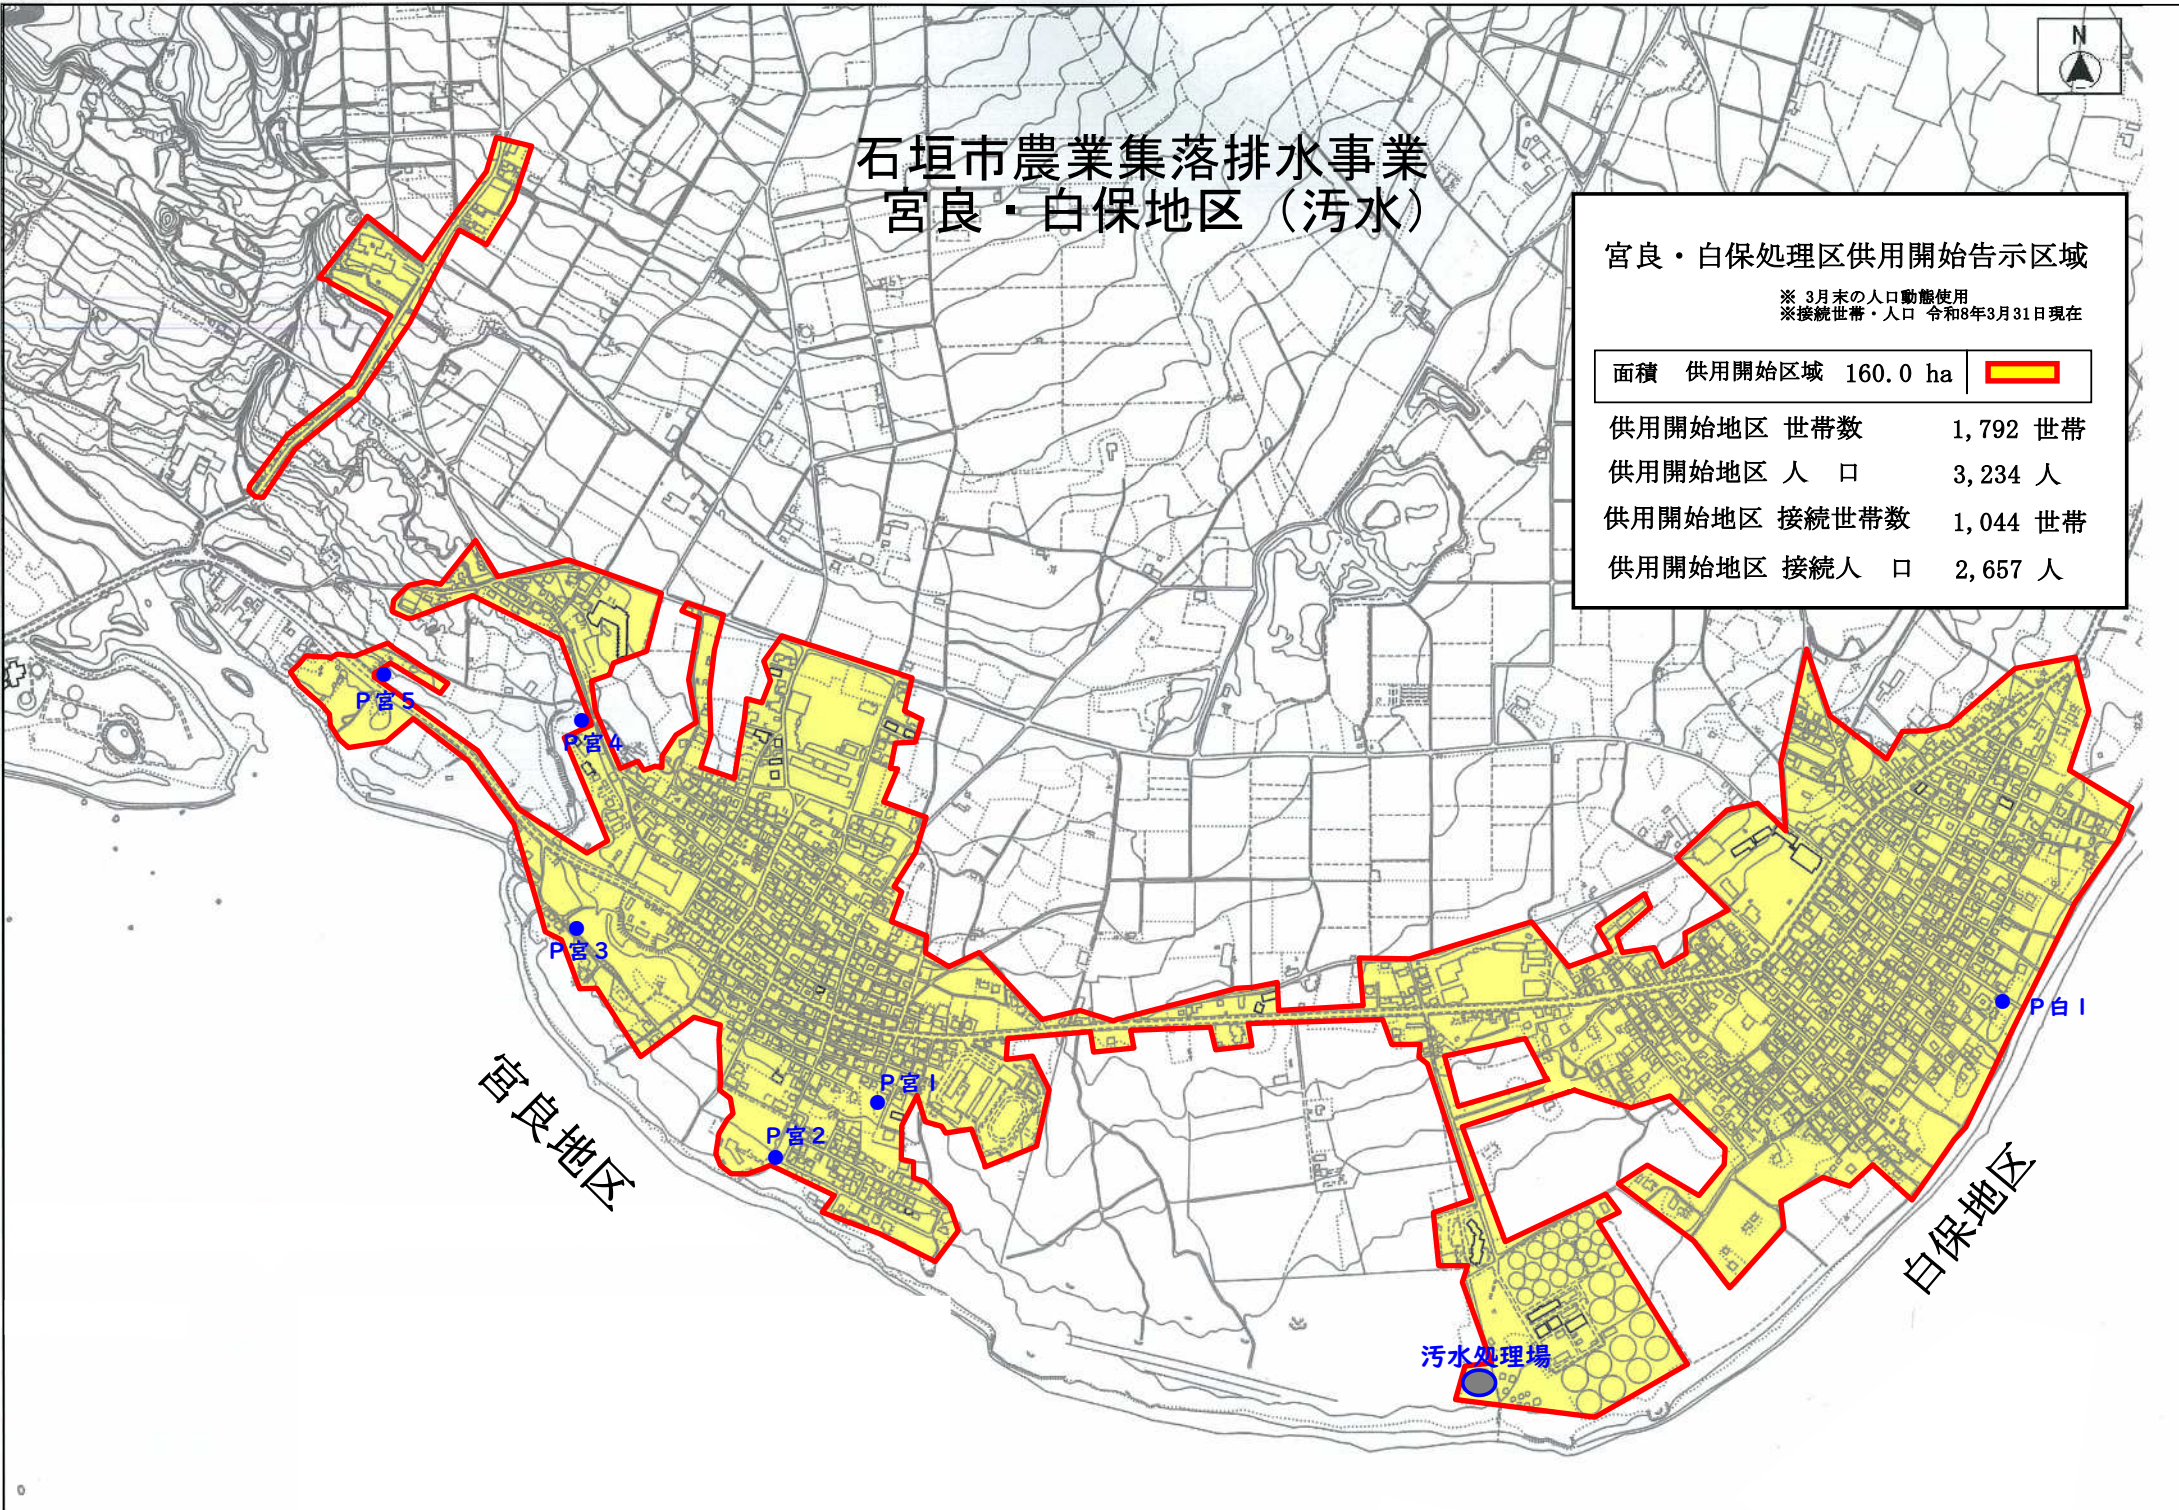 N
石垣市農業集落排水事業
宮良・白保地区（汚水）
宮良・白保処理区供用開始告示区域
※ 3月末の人口動態使用
※接続世帯・人口 令和8年3月31日現在
面積 供用開始区域 160.0 ha
供用開始地区 世帯数 1,792 世帯
供用開始地区 人 口 3,234 人
供用開始地区 接続世帯数 1,044 世帯
供用開始地区 接続人 口 2,657 人
P宮5
P宮4
P宮3
P宮1
P宮2
P白1
宮良地区
白保地区
汚水処理場